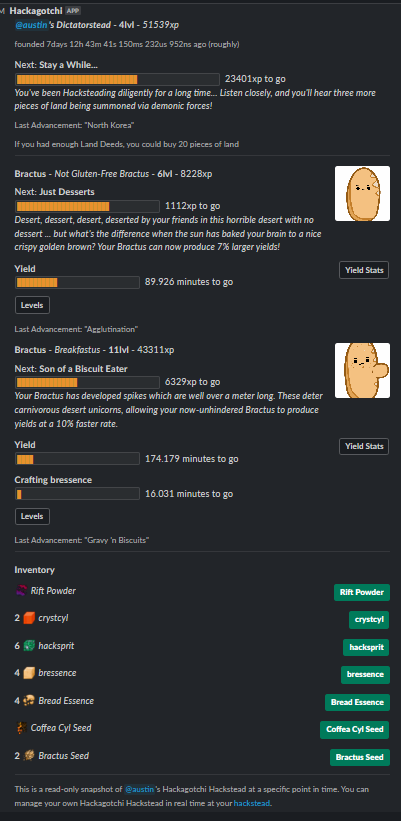 Hackagotchi APP
@austin's Dictatorstead - 4lvl - 51539xp
founded 7days 12h 43m 41s 150ms 232us 952ns ago (roughly)
Next: Stay a While...
23401xp to go
You've been Hacksteading diligently for a long time... Listen closely, and you'll hear three more
pieces of land being summoned via demonic forces!
Last Advancement: "North Korea"
If you had enough Land Deeds, you could buy 20 pieces of land
Bractus - Not Gluten-Free Bractus - 6lvl - 8228xp
Next: Just Desserts
1112xp to go
Desert, dessert, desert, deserted by your friends in this horrible desert with no
dessert ... but what's the difference when the sun has baked your brain to a nice
crispy golden brown? Your Bractus can now produce 7% larger yields!
Yield
Yield Stats
89.926 minutes to go
Levels
Last Advancement: "Agglutination"
Bractus - Breakfastus - 11lvl - 43311xp
Next: Son of a Biscuit Eater
6329xp to go
Your Bractus has developed spikes which are well over a meter long. These deter
carnivorous desert unicorns, allowing your now-unhindered Bractus to produce
yields at a 10% faster rate.
Yield
Yield Stats
174.179 minutes to go
Crafting bressence
16.031 minutes to go
Levels
Last Advancement: "Gravy 'n Biscuits"
Inventory
Rift Powder Rift Powder
2 crystcyl crystcyl
6 hacksprit hacksprit
4 bressence bressence
4 Bread Essence Bread Essence
Coffea Cyl Seed Coffea Cyl Seed
2 Bractus Seed Bractus Seed
This is a read-only snapshot of @austin's Hackagotchi Hackstead at a specific point in time. You can
manage your own Hackagotchi Hackstead in real time at your hackstead.